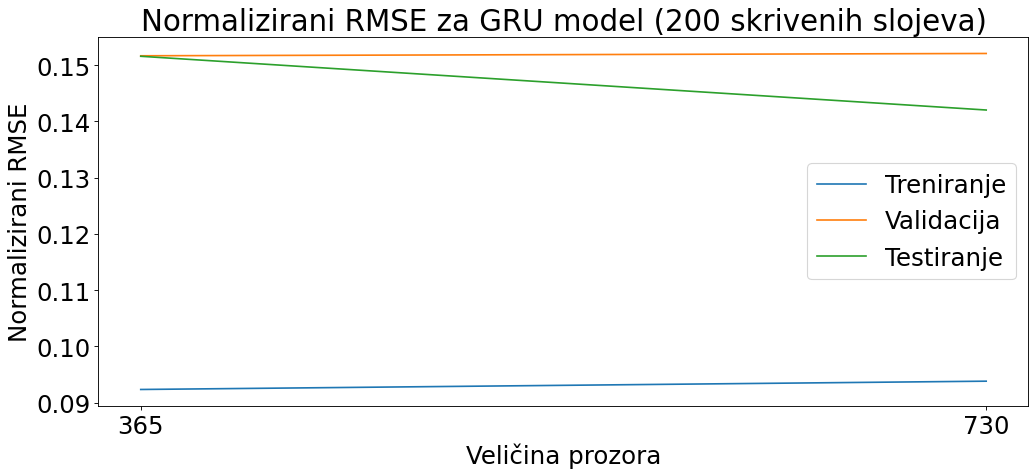 Normalizirani RMSE za GRU model (200 skrivenih slojeva)
Normalizirani RMSE
0.15
0.14
0.13
0.12
0.11
0.10
0.09
Treniranje
Validacija
Testiranje
365
730
Veličina prozora